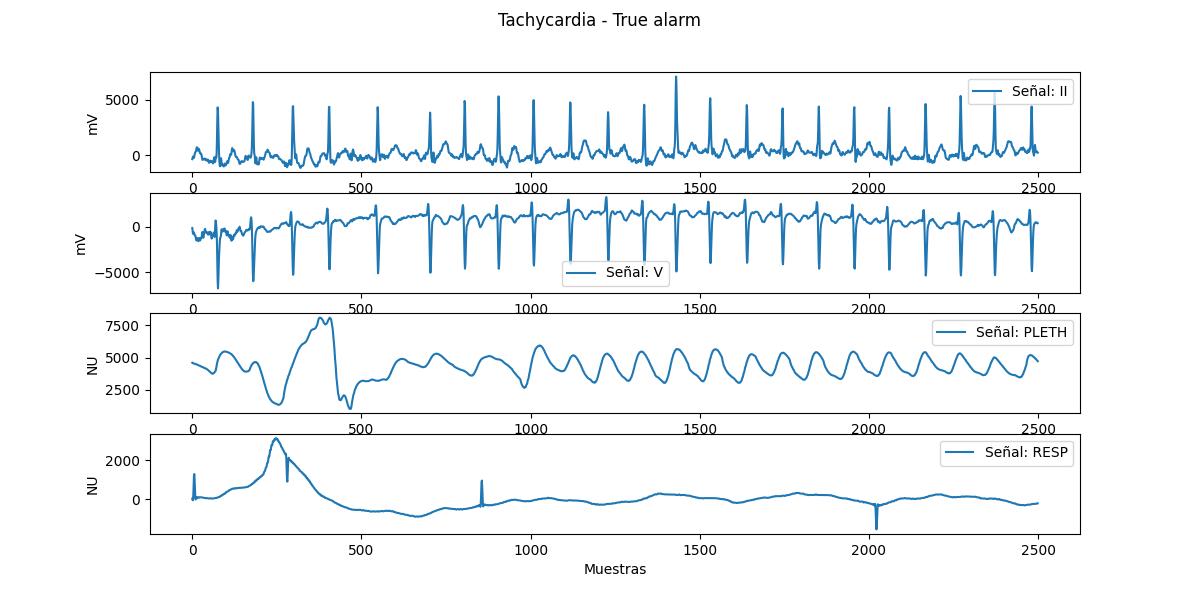 Tachycardia - True alarm
5000
0
mV
Señal: II
0 500 1000 1500 2000 2500
0
−5000
mV
Señal: V
0 500 1000 1500 2000 2500
7500
5000
2500
NU
Señal: PLETH
0 500 1000 1500 2000 2500
2000
0
NU
Señal: RESP
0 500 1000 1500 2000 2500
Muestras